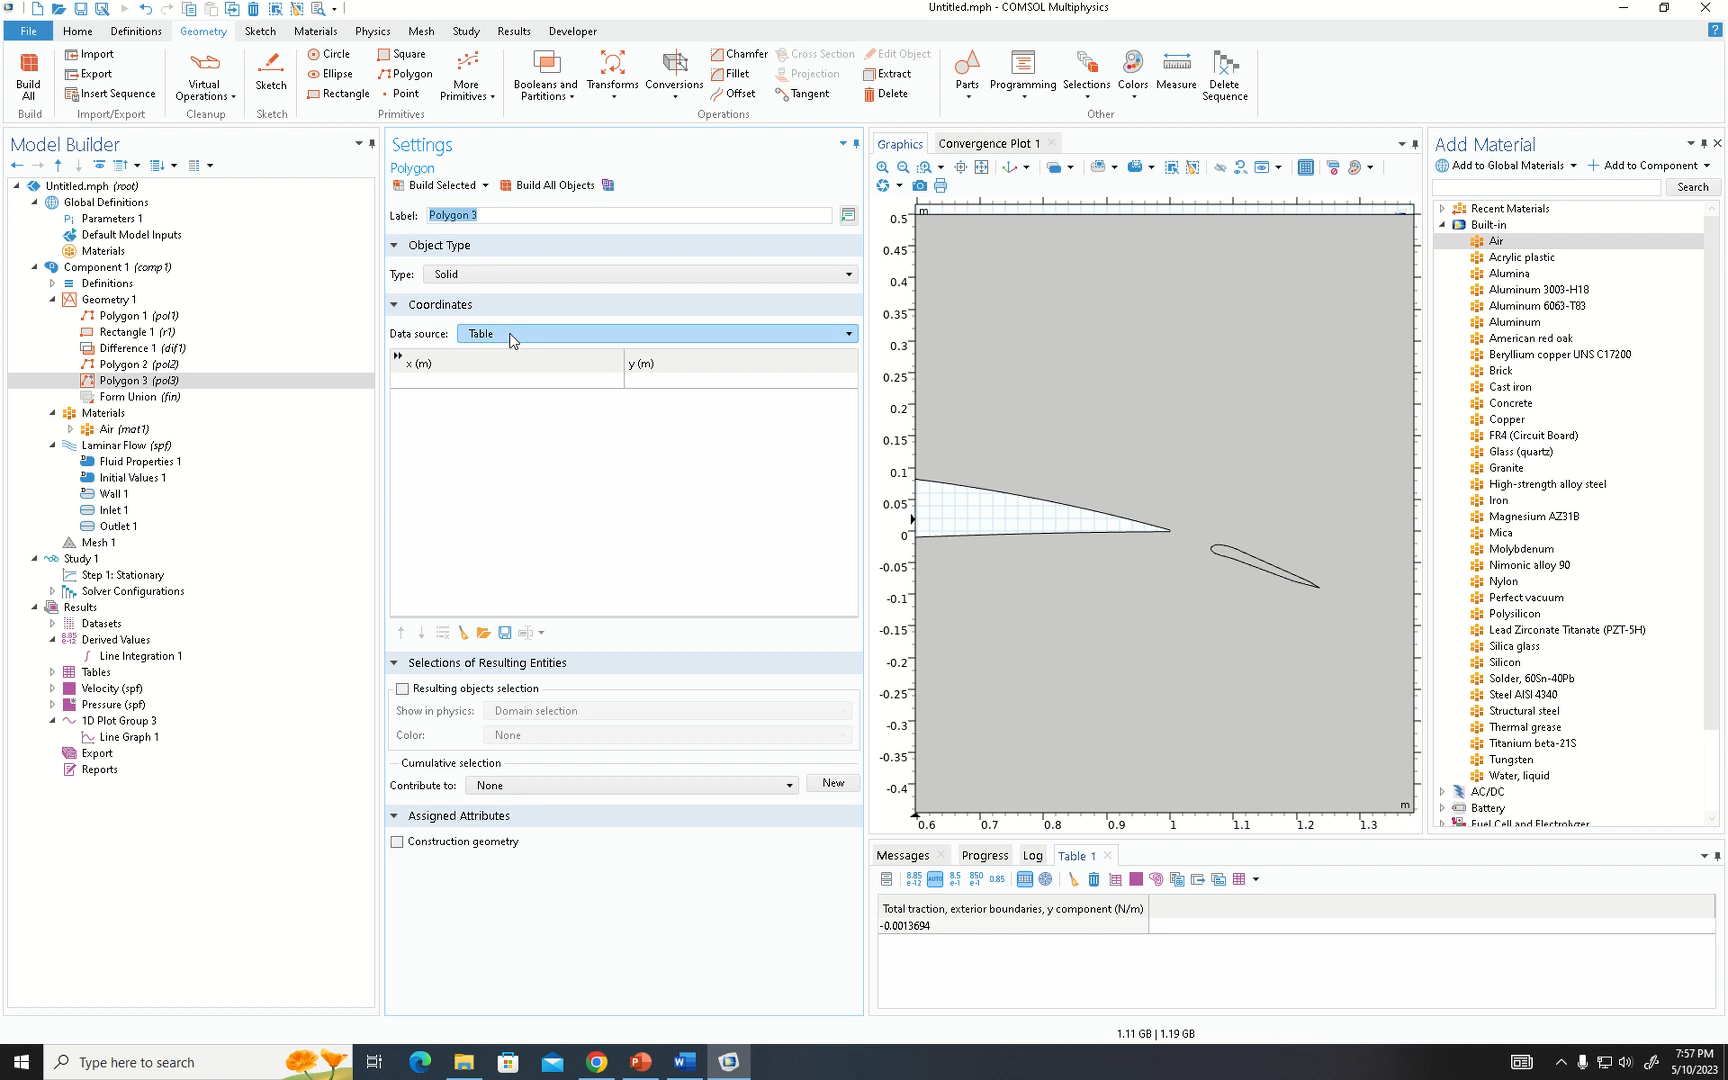 Untitled.mph - COMSOL Multiphysics
File Home Definitions Geometry Sketch Materials Physics Mesh Study Results Developer
Build All
Build
Import
Export
Insert Sequence
Import/Export
Virtual Operations
Cleanup
Sketch
Sketch
Circle
Ellipse
Rectangle
Square
Polygon
Point
More Primitives
Primitives
Booleans and Partitions
Transforms
Conversions
Chamfer
Fillet
Offset
Cross Section
Projection
Tangent
Edit Object
Extract
Delete
Operations
Parts
Programming
Selections
Colors
Measure
Delete Sequence
Other
Model Builder
Untitled.mph (root)
Global Definitions
Parameters 1
Default Model Inputs
Materials
Component 1 (comp1)
Definitions
Geometry 1
Polygon 1 (pol1)
Rectangle 1 (r1)
Difference 1 (dif1)
Polygon 2 (pol2)
Polygon 3 (pol3)
Form Union (fin)
Materials
Air (mat1)
Laminar Flow (spf)
Fluid Properties 1
Initial Values 1
Wall 1
Inlet 1
Outlet 1
Mesh 1
Study 1
Step 1: Stationary
Solver Configurations
Results
Datasets
Derived Values
Line Integration 1
Tables
Velocity (spf)
Pressure (spf)
1D Plot Group 3
Line Graph 1
Export
Reports
Settings
Polygon
Build Selected Build All Objects
Label: Polygon 3
Object Type
Type: Solid
Coordinates
Data source: Table
x (m) y (m)
Selections of Resulting Entities
Resulting objects selection
Show in physics: Domain selection
Color: None
Cumulative selection
Contribute to: None New
Assigned Attributes
Construction geometry
Graphics Convergence Plot 1
m
0.5
0.45
0.4
0.35
0.3
0.25
0.2
0.15
0.1
0.05
0
-0.05
-0.1
-0.15
-0.2
-0.25
-0.3
-0.35
-0.4
m
0.6 0.7 0.8 0.9 1 1.1 1.2 1.3
Messages Progress Log Table 1
8.85 e-12 AUTO 8.5 e-1 850 e-1 0.85
Total traction, exterior boundaries, y component (N/m)
-0.0013694
Add Material
Add to Global Materials Add to Component
Search
Recent Materials
Built-in
Air
Acrylic plastic
Alumina
Aluminum 3003-H18
Aluminum 6063-T83
Aluminum
American red oak
Beryllium copper UNS C17200
Brick
Cast iron
Concrete
Copper
FR4 (Circuit Board)
Glass (quartz)
Granite
High-strength alloy steel
Iron
Magnesium AZ31B
Mica
Molybdenum
Nimonic alloy 90
Nylon
Perfect vacuum
Polysilicon
Lead Zirconate Titanate (PZT-5H)
Silica glass
Silicon
Solder, 60Sn-40Pb
Steel AISI 4340
Structural steel
Thermal grease
Titanium beta-21S
Tungsten
Water, liquid
AC/DC
Battery
Fuel Cell and Electrolyzer
1.11 GB | 1.19 GB
Type here to search
7:57 PM
5/10/2023